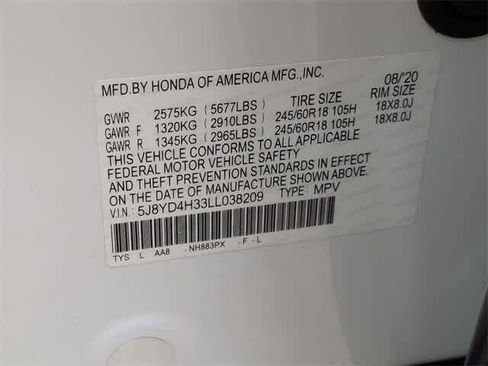 MFD.BY HONDA OF AMERICA MFG.,INC. 08/'20
GVWR 2575KG (5677LBS) TIRE SIZE RIM SIZE
GAWR F 1320KG (2910LBS) 245/60R18 105H 18X8.0J
GAWR R 1345KG (2965LBS) 245/60R18 105H 18X8.0J
THIS VEHICLE CONFORMS TO ALL APPLICABLE
FEDERAL MOTOR VEHICLE SAFETY
AND THEFT PREVENTION STANDARDS IN EFFECT
ON THE DATE OF MANUFACTURE SHOWN ABOVE.
V.I.N: 5J8YD4H33LL038209 TYPE: MPV
TYS L AA8 -NH883PX -F-L